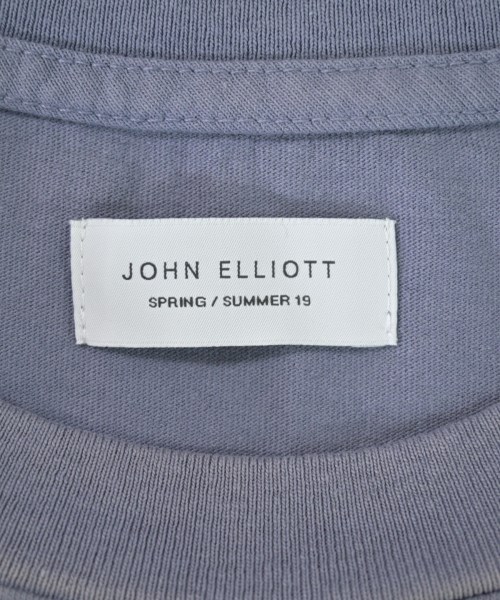 JOHN ELLIOTT
SPRING / SUMMER 19